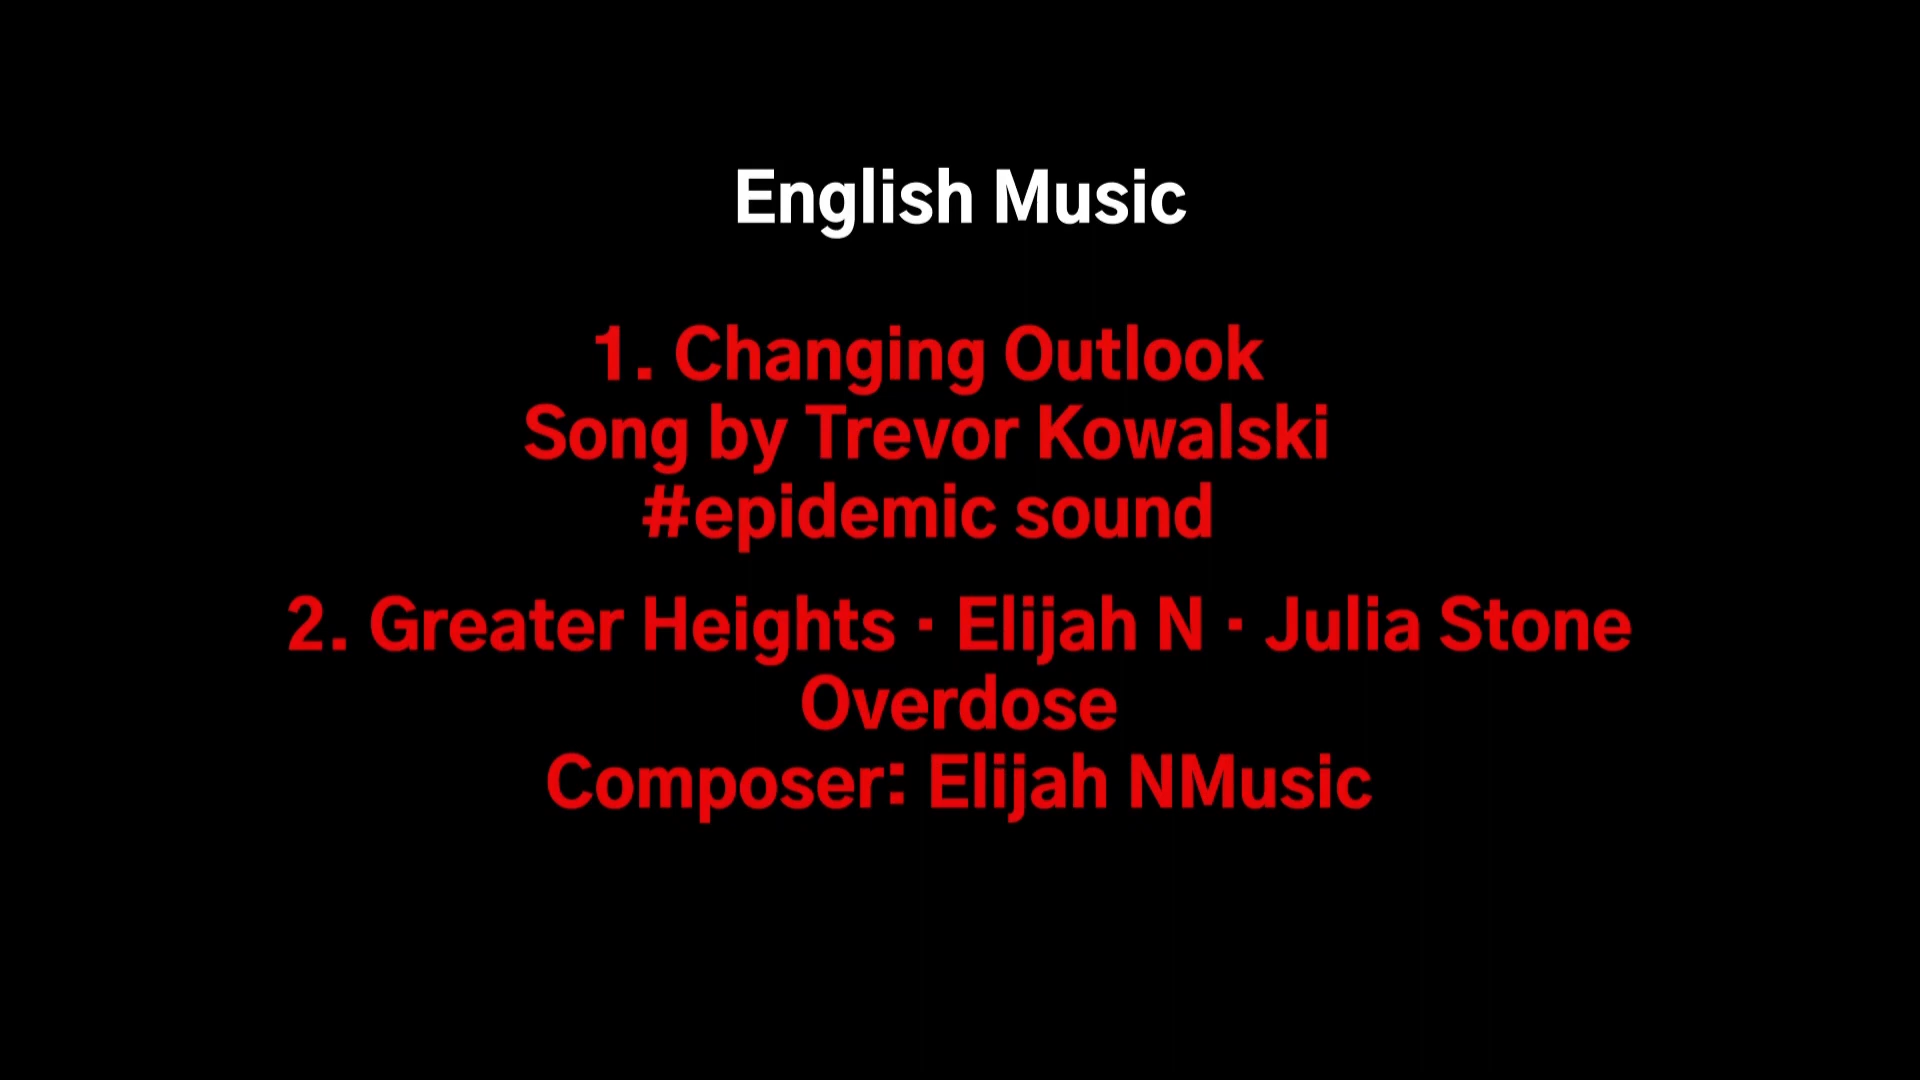 English Music
1. Changing Outlook
Song by Trevor Kowalski
#epidemic sound
2. Greater Heights · Elijah N · Julia Stone
Overdose
Composer: Elijah NMusic